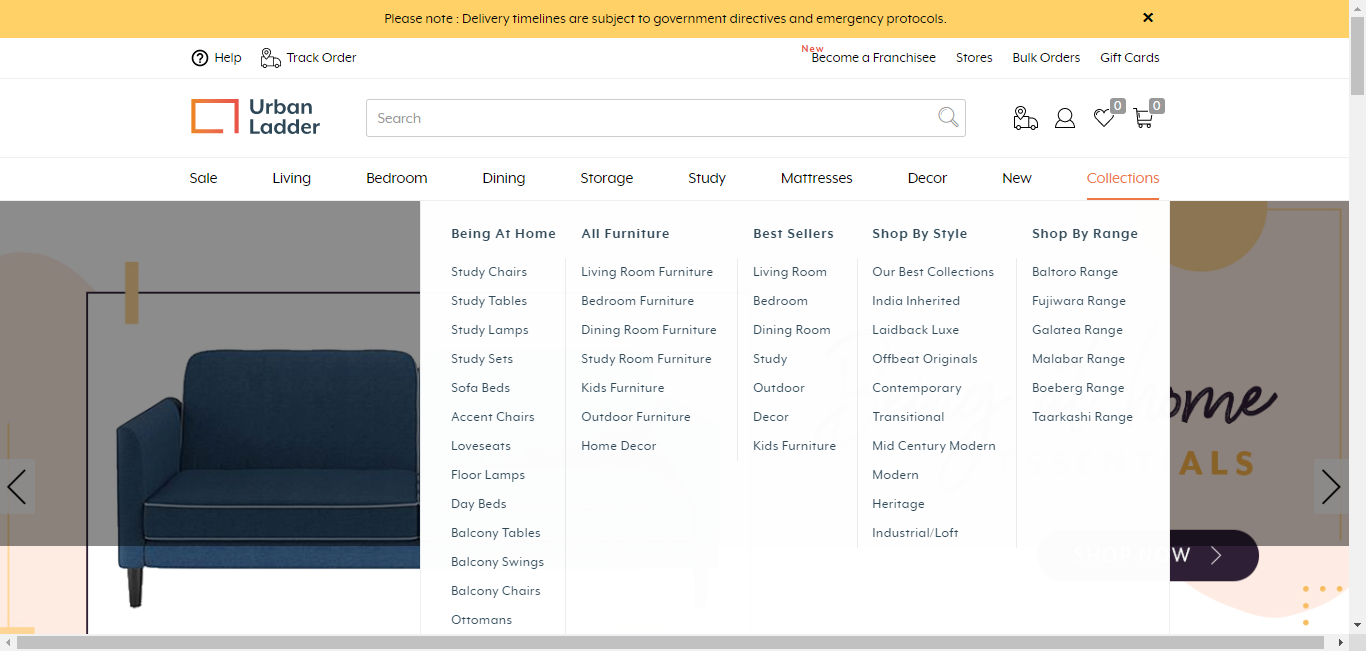 Please note : Delivery timelines are subject to government directives and emergency protocols.
Help
Track Order
New
Become a Franchisee
Stores
Bulk Orders
Gift Cards
Urban
Ladder
Search
0
0
Sale
Living
Bedroom
Dining
Storage
Study
Mattresses
Decor
New
Collections
Being At Home
Study Chairs
Study Tables
Study Lamps
Study Sets
Sofa Beds
Accent Chairs
Loveseats
Floor Lamps
Day Beds
Balcony Tables
Balcony Swings
Balcony Chairs
Ottomans
All Furniture
Living Room Furniture
Bedroom Furniture
Dining Room Furniture
Study Room Furniture
Kids Furniture
Outdoor Furniture
Home Decor
Best Sellers
Living Room
Bedroom
Dining Room
Study
Outdoor
Decor
Kids Furniture
Shop By Style
Our Best Collections
India Inherited
Laidback Luxe
Offbeat Originals
Contemporary
Transitional
Mid Century Modern
Modern
Heritage
Industrial/Loft
Shop By Range
Baltoro Range
Fujiwara Range
Galatea Range
Malabar Range
Boeberg Range
Taarkashi Range
home
SHOP NOW